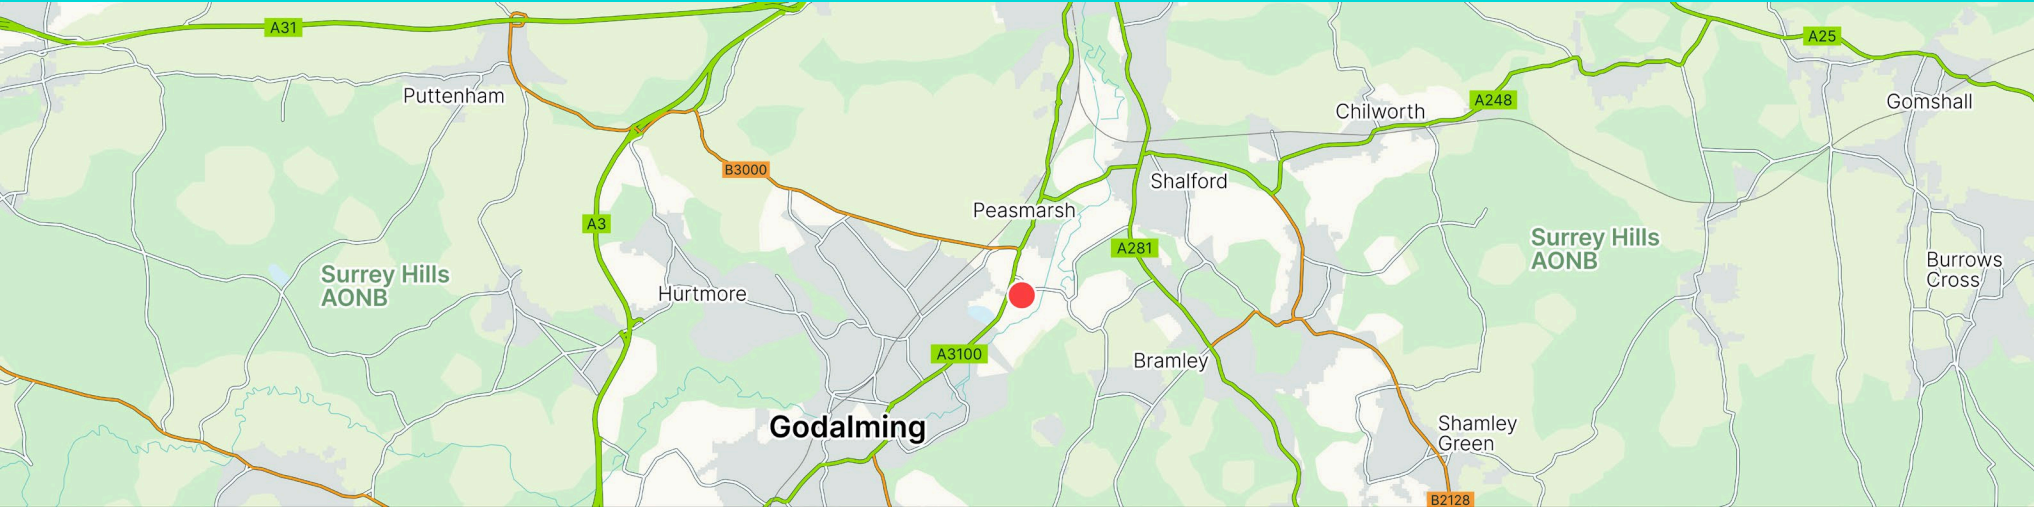 A31
A25
Puttenham
A248
Gomshall
Chilworth
B3000
Shalford
Peasmarsh
A3
A281
Surrey Hills
AONB
Burrows
Cross
Surrey Hills
AONB
Hurtmore
A3100
Bramley
Godalming
Shamley
Green
B2128